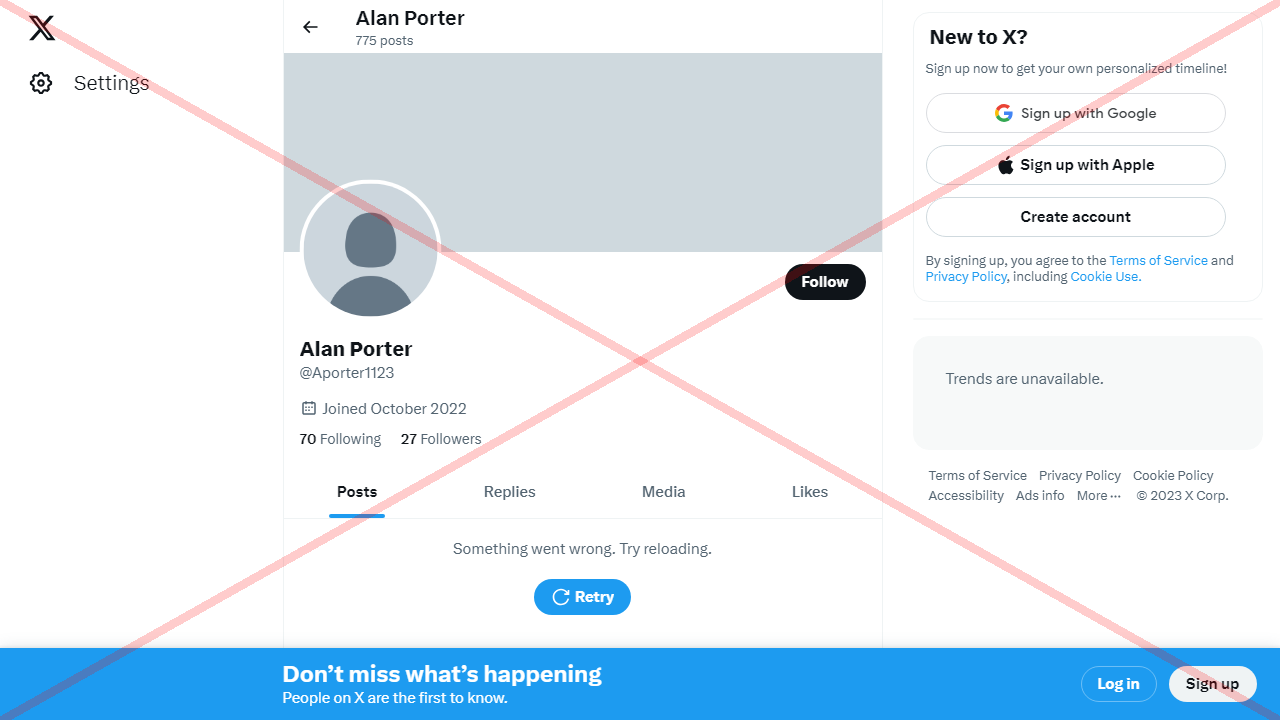 Settings
Alan Porter
775 posts
Follow
Alan Porter
@Aporter1123
Joined October 2022
70 Following 27 Followers
Posts Replies Media Likes
Something went wrong. Try reloading.
Retry
New to X?
Sign up now to get your own personalized timeline!
Sign up with Google
Sign up with Apple
Create account
By signing up, you agree to the Terms of Service and
Privacy Policy, including Cookie Use.
Trends are unavailable.
Terms of Service Privacy Policy Cookie Policy
Accessibility Ads info More ··· © 2023 X Corp.
Don’t miss what’s happening
People on X are the first to know.
Log in Sign up